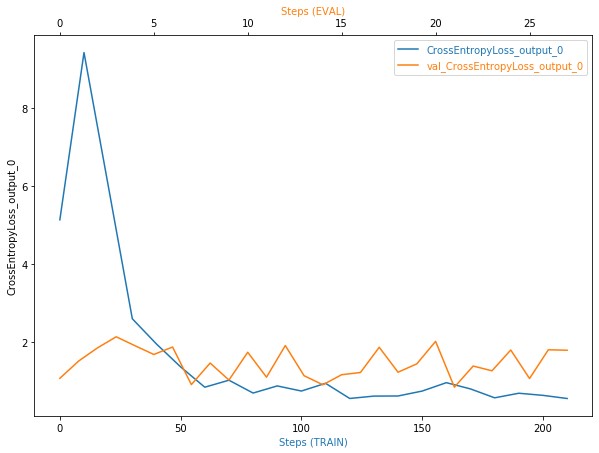 Steps (EVAL)
0 5 10 15 20 25
CrossEntropyLoss_output_0
val_CrossEntropyLoss_output_0
CrossEntropyLoss_output_0
8
6
4
2
0 50 100 150 200
Steps (TRAIN)